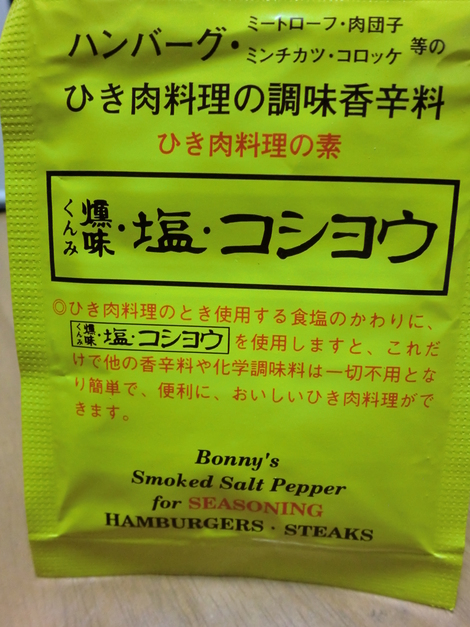 ハンバーグ・ミートローフ・肉団子
ミンチカツ・コロッケ 等の
ひき肉料理の調味香辛料
ひき肉料理の素
くんみ
燻味・塩・コショウ
◎ひき肉料理のとき使用する食塩のかわりに、
くんみ 燻味・塩・コショウ を使用しますと、これだ
けで他の香辛料や化学調味料は一切不用とな
り簡単で、便利に、おいしいひき肉料理がで
きます。
Bonny's
Smoked Salt Pepper
for SEASONING
HAMBURGERS・STEAKS